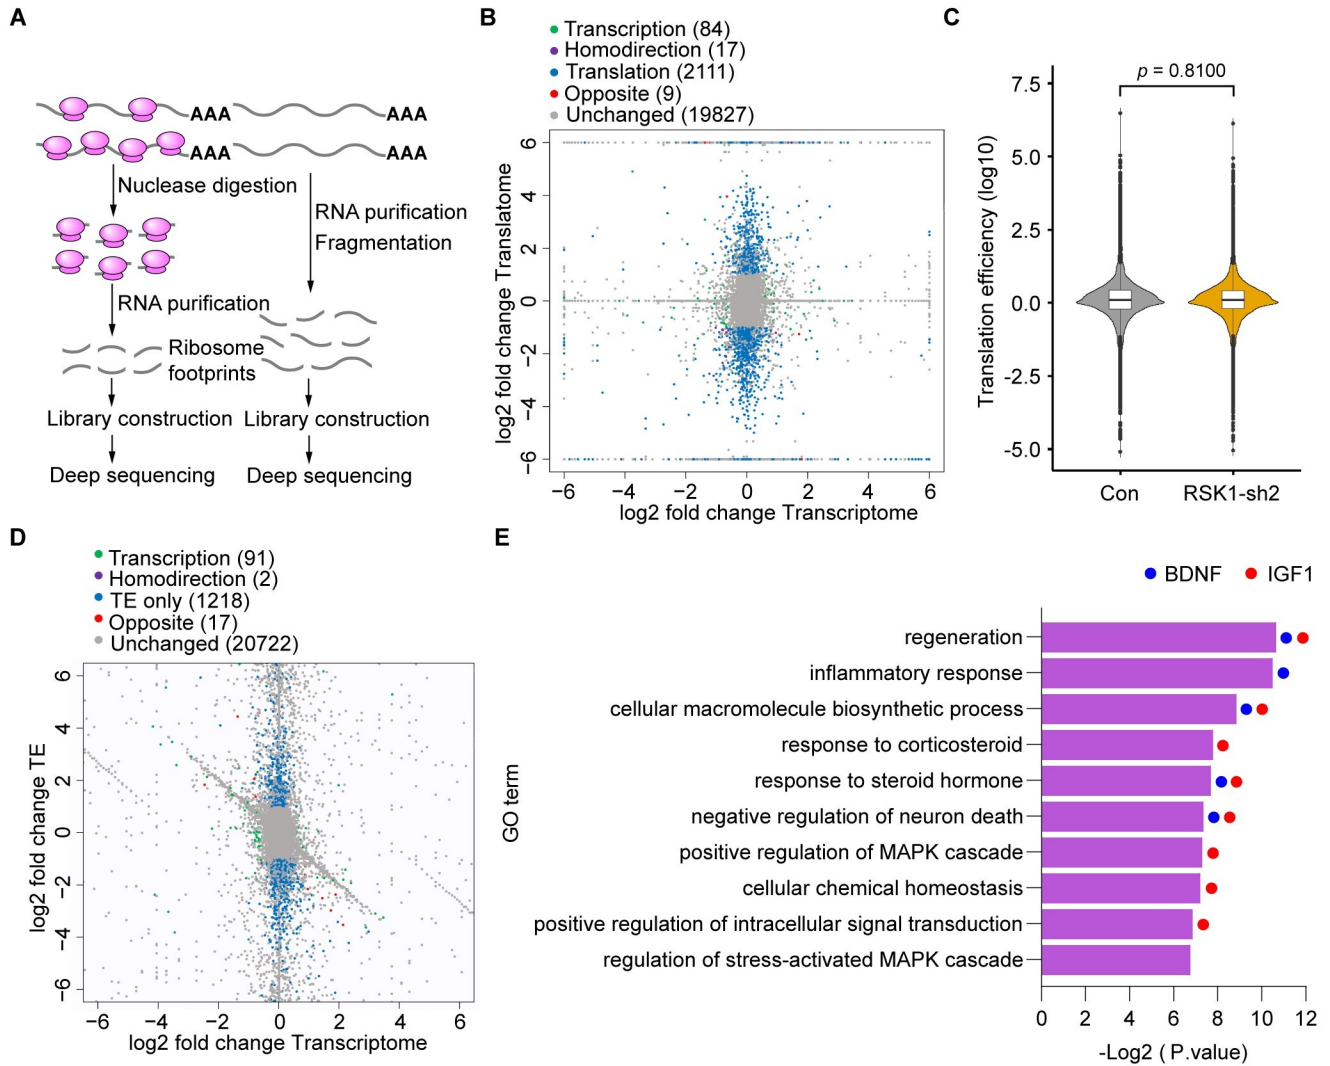 A
AAA
AAA
AAA
AAA
Nuclease digestion
RNA purification
Fragmentation
RNA purification
Ribosome
footprints
Library construction
Library construction
Deep sequencing
Deep sequencing
B
Transcription (84)
Homodirection (17)
Translation (2111)
Opposite (9)
Unchanged (19827)
log2 fold change Translatome
6
4
2
0
−2
−4
−6
−6
−4
−2
0
2
4
6
log2 fold change Transcriptome
C
p = 0.8100
Translation efficiency (log10)
7.5
5.0
2.5
0.0
-2.5
-5.0
Con
RSK1-sh2
D
Transcription (91)
Homodirection (2)
TE only (1218)
Opposite (17)
Unchanged (20722)
log2 fold change TE
6
4
2
0
−2
−4
−6
−6
−4
−2
0
2
4
6
log2 fold change Transcriptome
E
BDNF
IGF1
GO term
regeneration
inflammatory response
cellular macromolecule biosynthetic process
response to corticosteroid
response to steroid hormone
negative regulation of neuron death
positive regulation of MAPK cascade
cellular chemical homeostasis
positive regulation of intracellular signal transduction
regulation of stress-activated MAPK cascade
0
2
4
6
8
10
12
-Log2 ( P.value)